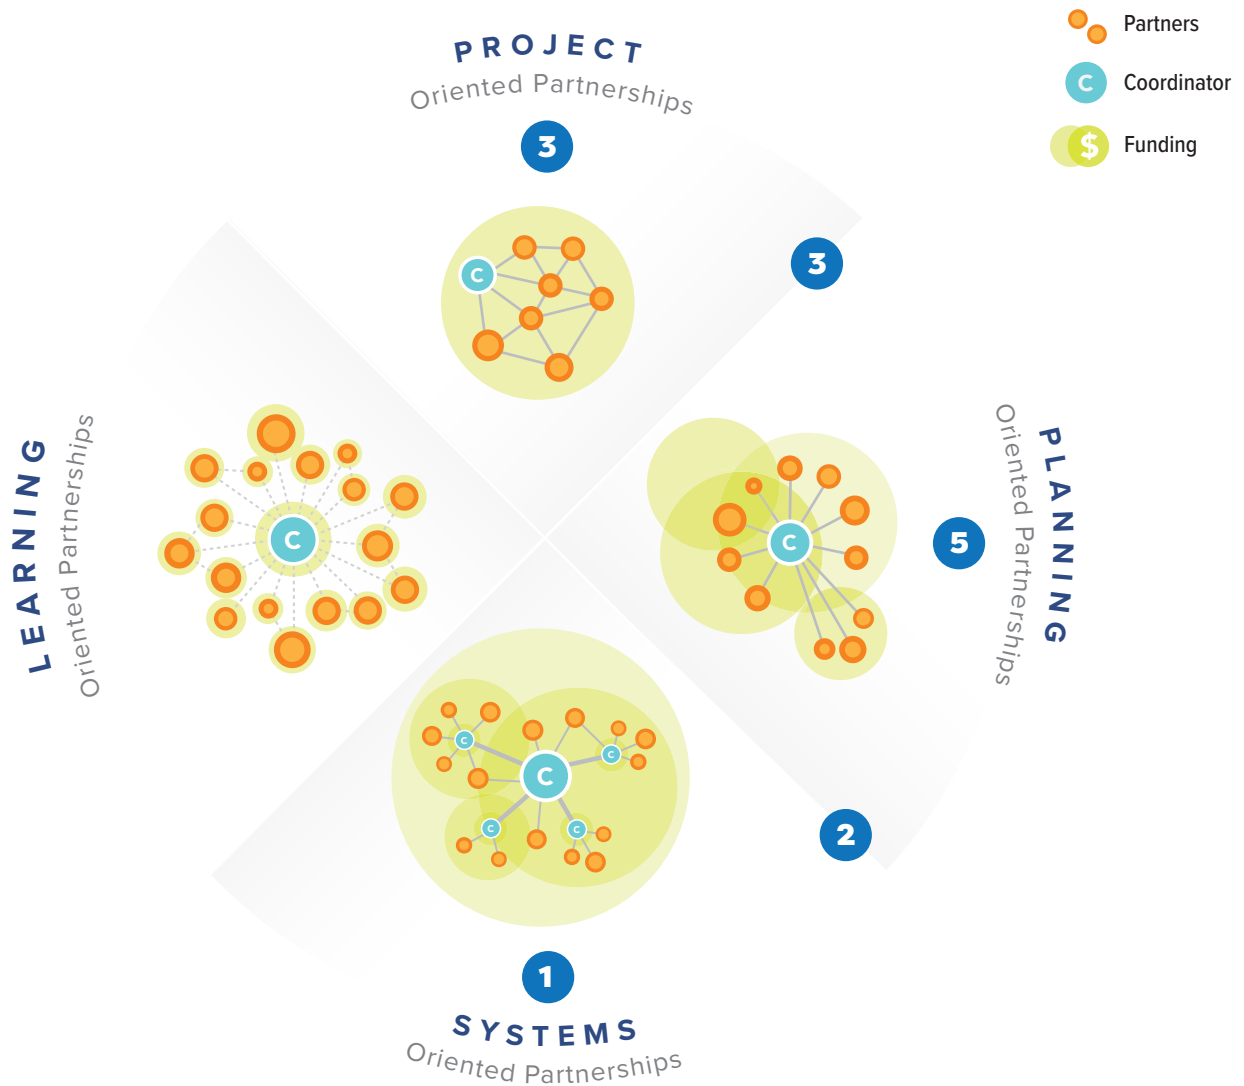 PROJECT
Oriented Partnerships
3
Partners
C
Coordinator
$
Funding
3
C
LEARNING
Oriented Partnerships
C
C
PLANNING
Oriented Partnerships
5
C
C
C
C
C
2
1
SYSTEMS
Oriented Partnerships